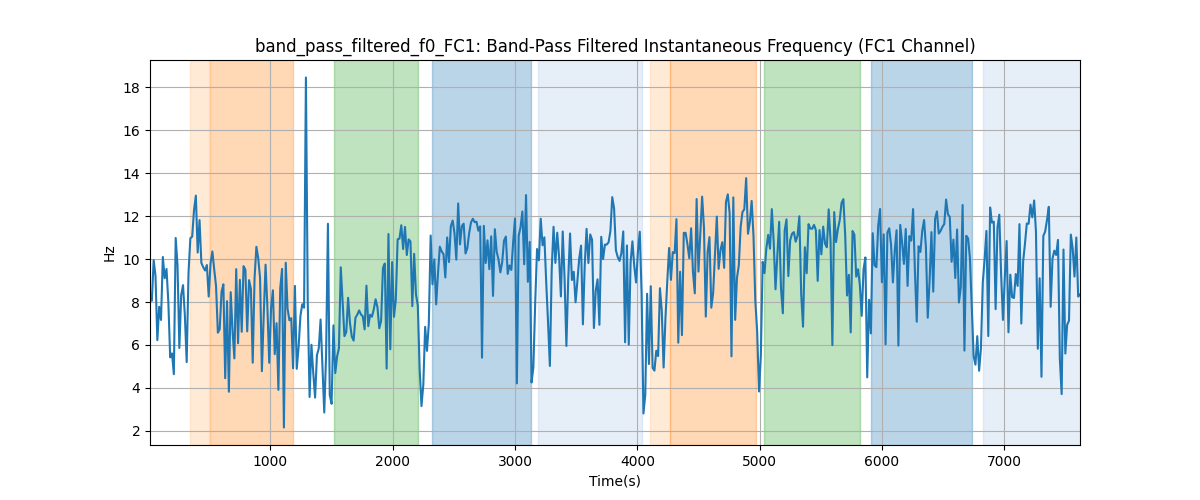 band_pass_filtered_f0_FC1: Band-Pass Filtered Instantaneous Frequency (FC1 Channel)
18
16
14
12
10
8
6
4
2
Hz
1000 2000 3000 4000 5000 6000 7000
Time(s)